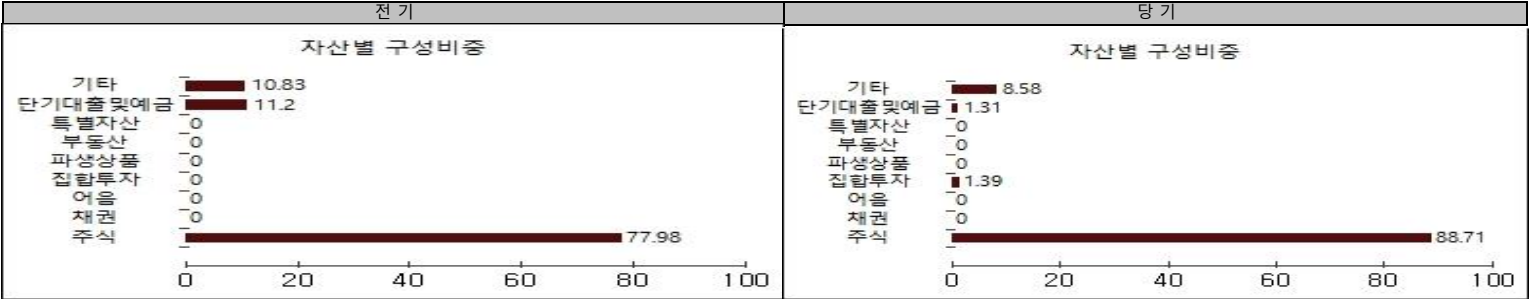 전 기
자산별 구성비중
기타 10.83
단기대출및예금 11.2
특별자산 0
부동산 0
파생상품 0
집합투자 0
어음 0
채권 0
주식 77.98
0 20 40 60 80 100
당 기
자산별 구성비중
기타 8.58
단기대출및예금 1.31
특별자산 0
부동산 0
파생상품 0
집합투자 1.39
어음 0
채권 0
주식 88.71
0 20 40 60 80 100